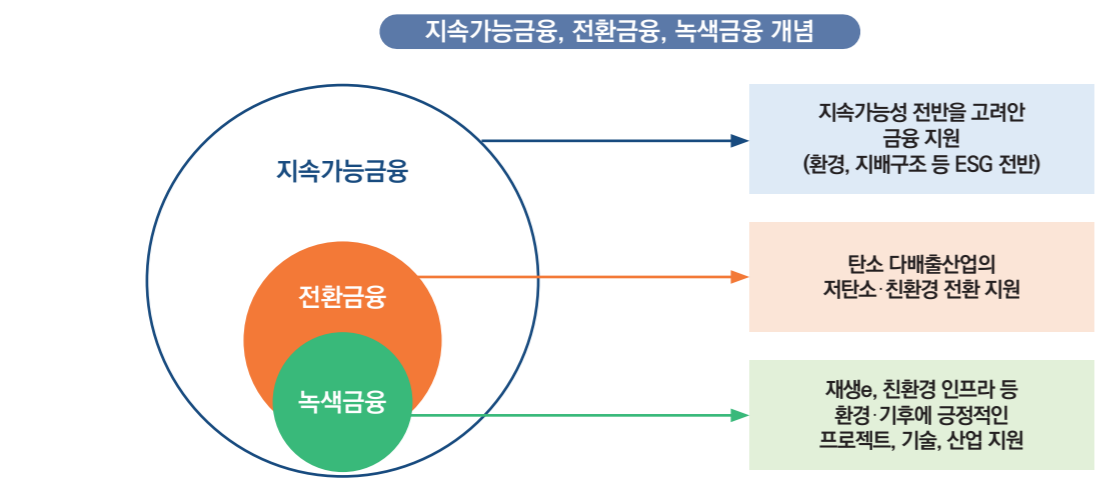 지속가능금융, 전환금융, 녹색금융 개념
지속가능금융
전환금융
녹색금융
지속가능성 전반을 고려안
금융 지원
(환경, 지배구조 등 ESG 전반)
탄소 다배출산업의
저탄소·친환경 전환 지원
재생e, 친환경 인프라 등
환경·기후에 긍정적인
프로젝트, 기술, 산업 지원